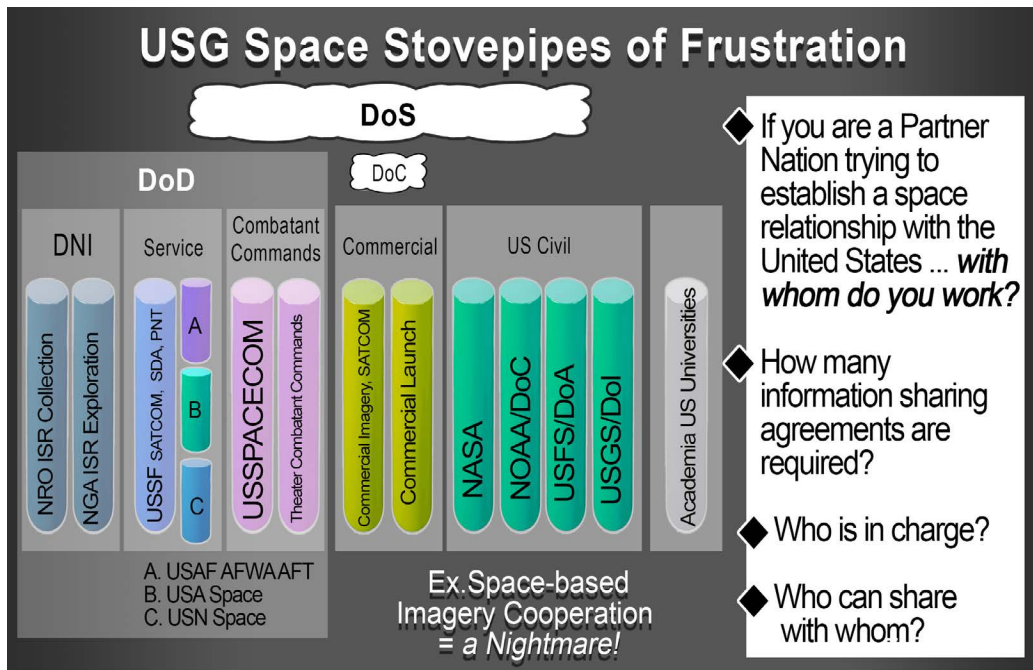 USG Space Stovepipes of Frustration
DoS
DoC
DoD
DNI
Service
Combatant
Commands
Commercial
US Civil
NRO ISR Collection
NGA ISR Exploration
USSF SATCOM, SDA, PNT
A
B
C
USSPACECOM
Theater Combatant Commands
Commercial Imagery, SATCOM
Commercial Launch
NASA
NOAA/DoC
USFS/DoA
USGS/DoI
Academia US Universities
A. USAF AFWA AFT
B. USA Space
C. USN Space
Ex.Space-based
Imagery Cooperation
= a Nightmare!
If you are a Partner
Nation trying to
establish a space
relationship with the
United States ... with
whom do you work?
How many
information sharing
agreements are
required?
Who is in charge?
Who can share
with whom?